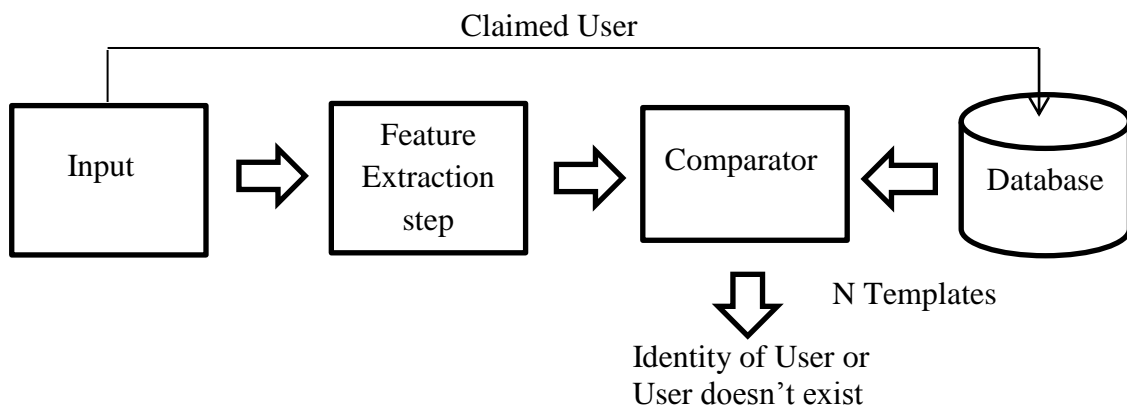 Claimed User
Input
Feature
Extraction
step
Comparator
Database
N Templates
Identity of User or
User doesn’t exist